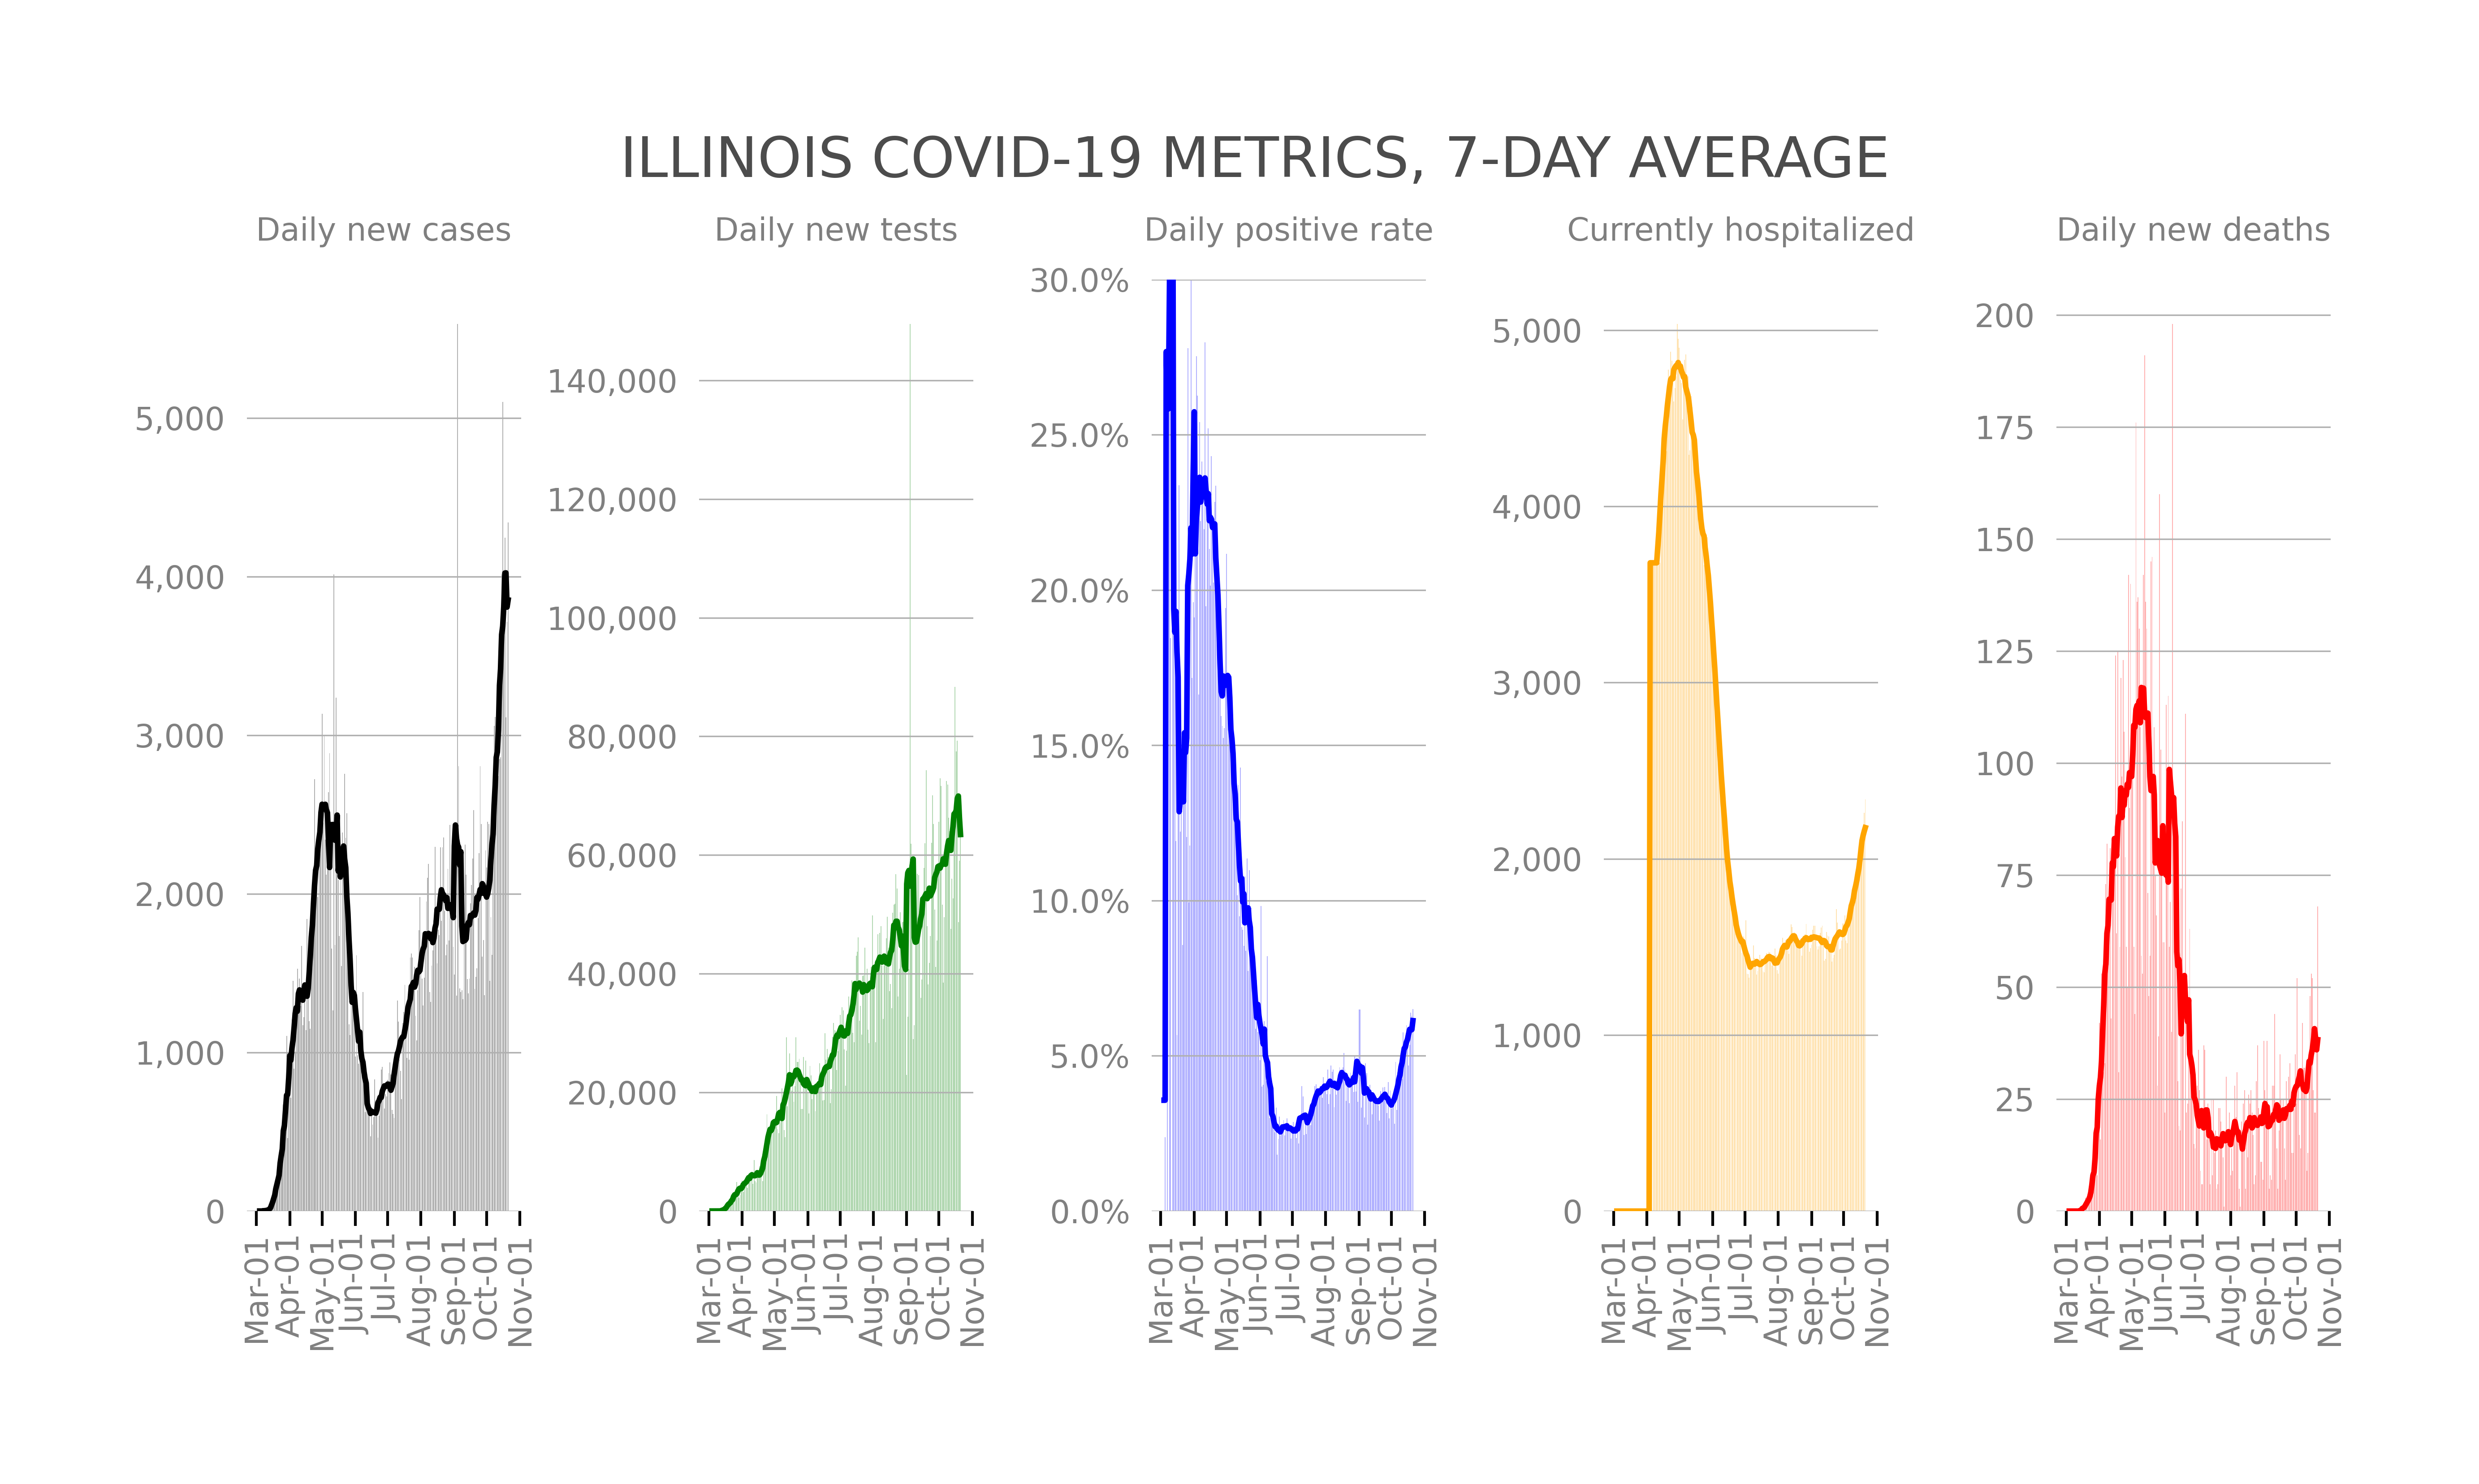 ILLINOIS COVID-19 METRICS, 7-DAY AVERAGE
Daily new cases
5,000
4,000
3,000
2,000
1,000
0
Mar-01
Apr-01
May-01
Jun-01
Jul-01
Aug-01
Sep-01
Oct-01
Nov-01
Daily new tests
140,000
120,000
100,000
80,000
60,000
40,000
20,000
0
Mar-01
Apr-01
May-01
Jun-01
Jul-01
Aug-01
Sep-01
Oct-01
Nov-01
Daily positive rate
30.0%
25.0%
20.0%
15.0%
10.0%
5.0%
0.0%
Mar-01
Apr-01
May-01
Jun-01
Jul-01
Aug-01
Sep-01
Oct-01
Nov-01
Currently hospitalized
5,000
4,000
3,000
2,000
1,000
0
Mar-01
Apr-01
May-01
Jun-01
Jul-01
Aug-01
Sep-01
Oct-01
Nov-01
Daily new deaths
200
175
150
125
100
75
50
25
0
Mar-01
Apr-01
May-01
Jun-01
Jul-01
Aug-01
Sep-01
Oct-01
Nov-01